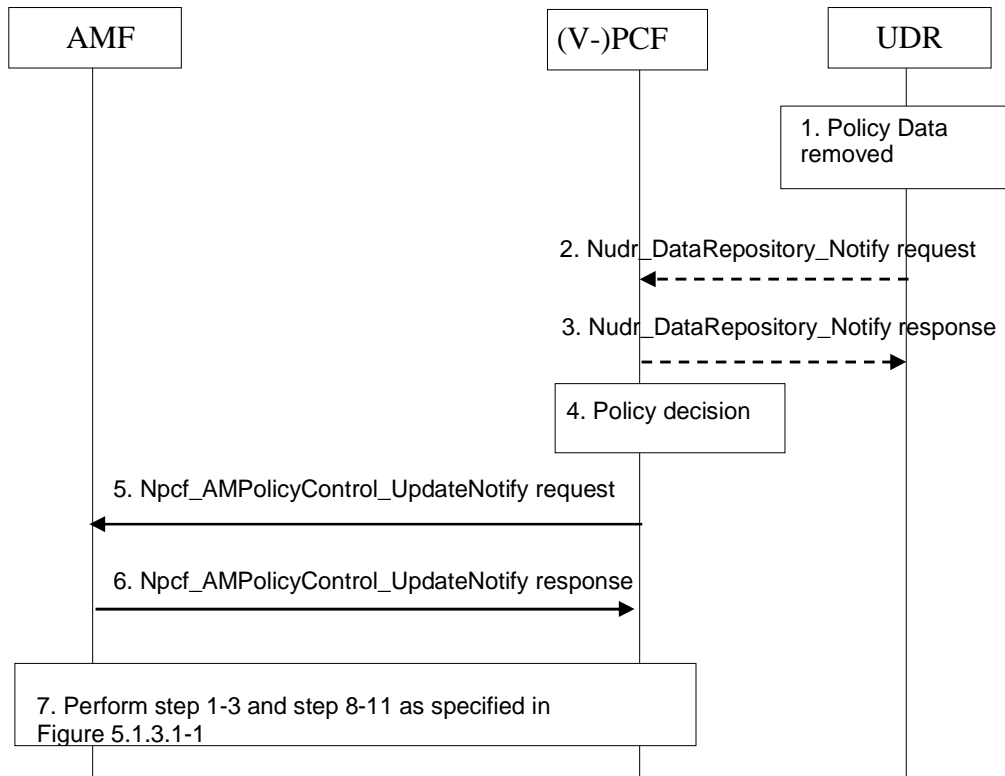 AMF
(V-)PCF
UDR
1. Policy Data
removed
2. Nudr_DataRepository_Notify request
3. Nudr_DataRepository_Notify response
4. Policy decision
5. Npcf_AMPolicyControl_UpdateNotify request
6. Npcf_AMPolicyControl_UpdateNotify response
7. Perform step 1-3 and step 8-11 as specified in
Figure 5.1.3.1-1